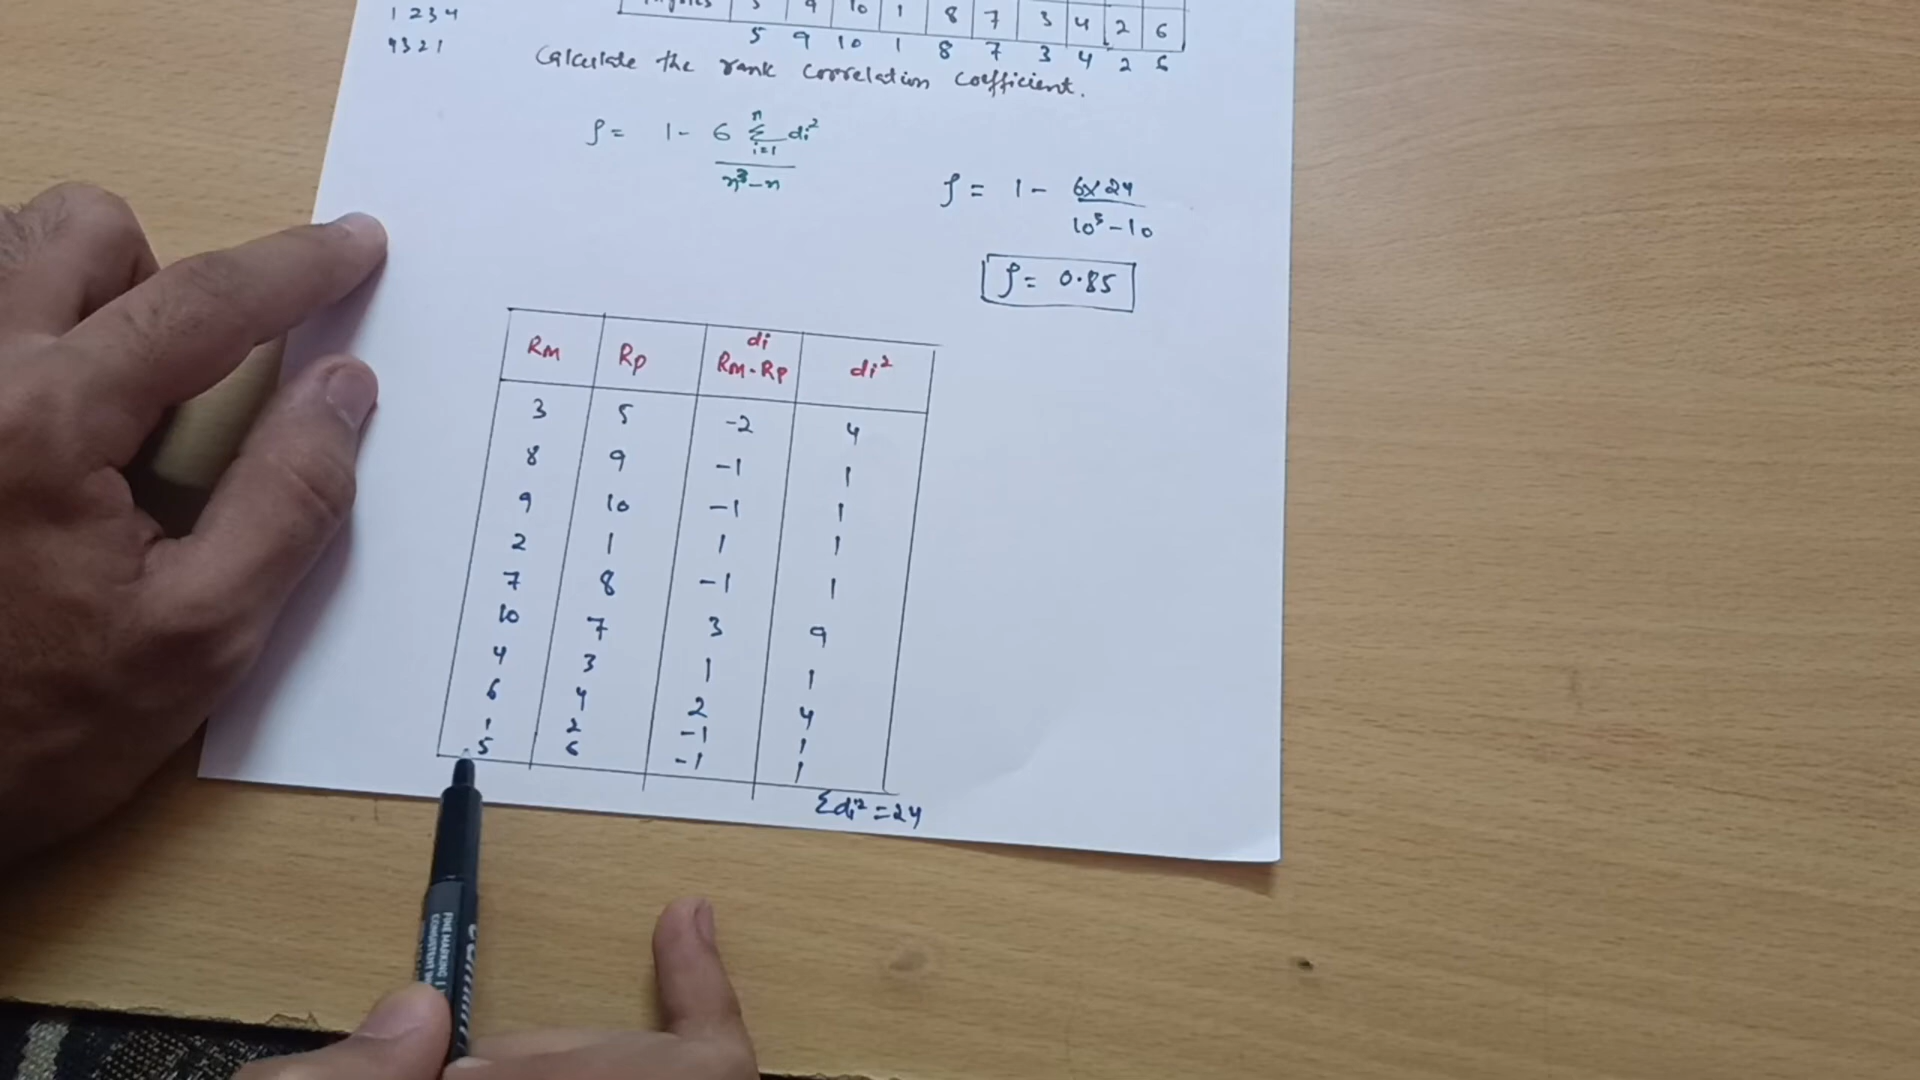 1 2 3 4
4 3 2 1
5 9 10 1 8 7 3 4 2 6
5 9 10 1 8 7 3 4 2 6
Calculate the rank correlation coefficient.
ρ = 1 - 6 Σ di²
n
i=1
n³-n
ρ = 1 - 6×24
10³-10
ρ = 0.85
Rm Rp di Rm-Rp di²
3 5 -2 4
8 9 -1 1
9 10 -1 1
2 1 1 1
7 8 -1 1
10 7 3 9
4 3 1 1
6 4 2 4
1 2 -1 1
5 6 -1 1
Σdi² = 24
FINE MARKING